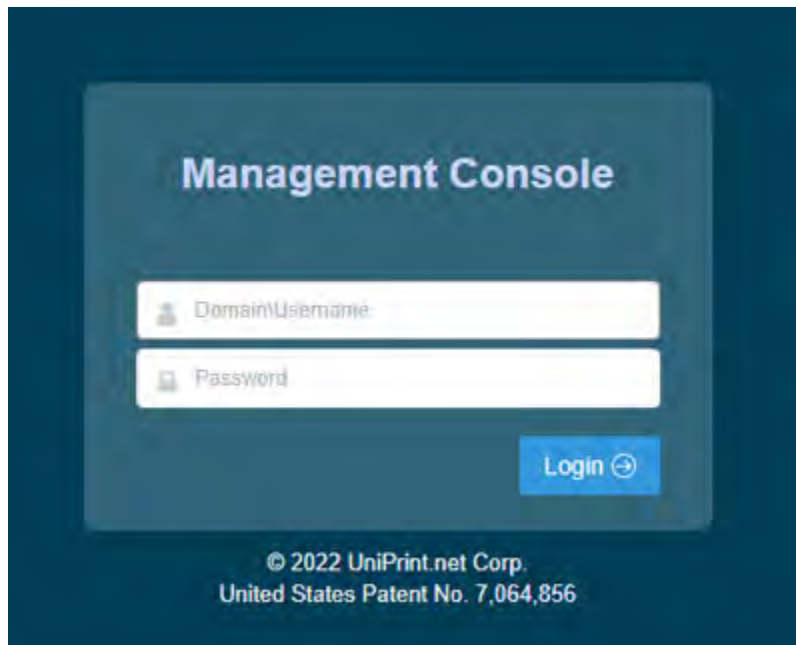 Management Console
Domain\Username
Password
Login
© 2022 UniPrint.net Corp.
United States Patent No. 7,064,856